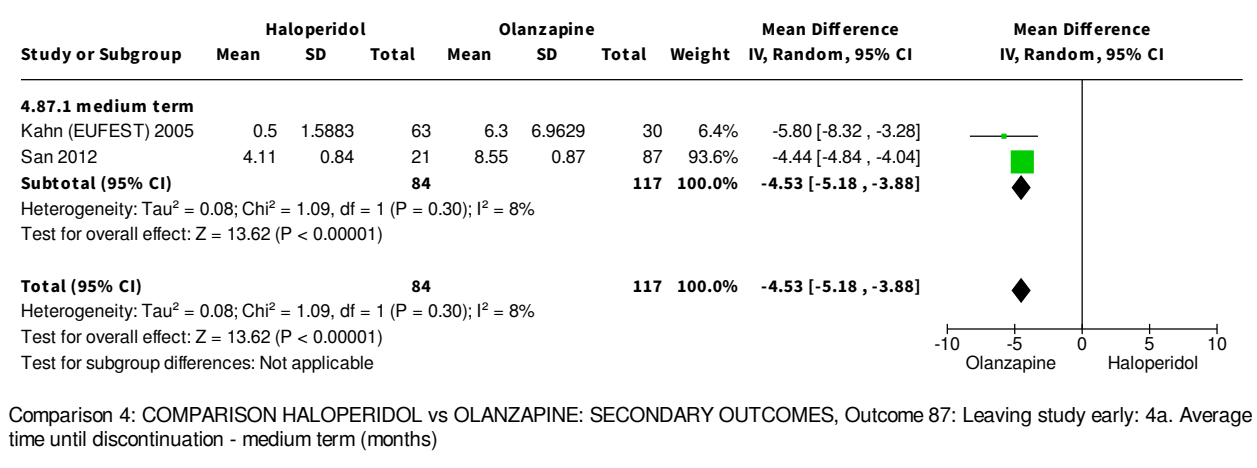 Haloperidol Olanzapine Mean Difference Mean Difference
Study or Subgroup Mean SD Total Mean SD Total Weight IV, Random, 95% CI IV, Random, 95% CI
4.87.1 medium term
Kahn (EUFEST) 2005 0.5 1.5883 63 6.3 6.9629 30 6.4% -5.80 [-8.32 , -3.28]
San 2012 4.11 0.84 21 8.55 0.87 87 93.6% -4.44 [-4.84 , -4.04]
Subtotal (95% CI) 84 117 100.0% -4.53 [-5.18 , -3.88]
Heterogeneity: Tau² = 0.08; Chi² = 1.09, df = 1 (P = 0.30); I² = 8%
Test for overall effect: Z = 13.62 (P < 0.00001)
Total (95% CI) 84 117 100.0% -4.53 [-5.18 , -3.88]
Heterogeneity: Tau² = 0.08; Chi² = 1.09, df = 1 (P = 0.30); I² = 8%
Test for overall effect: Z = 13.62 (P < 0.00001)
-10 -5 0 5 10
Test for subgroup differences: Not applicable Olanzapine Haloperidol
Comparison 4: COMPARISON HALOPERIDOL vs OLANZAPINE: SECONDARY OUTCOMES, Outcome 87: Leaving study early: 4a. Average
time until discontinuation - medium term (months)